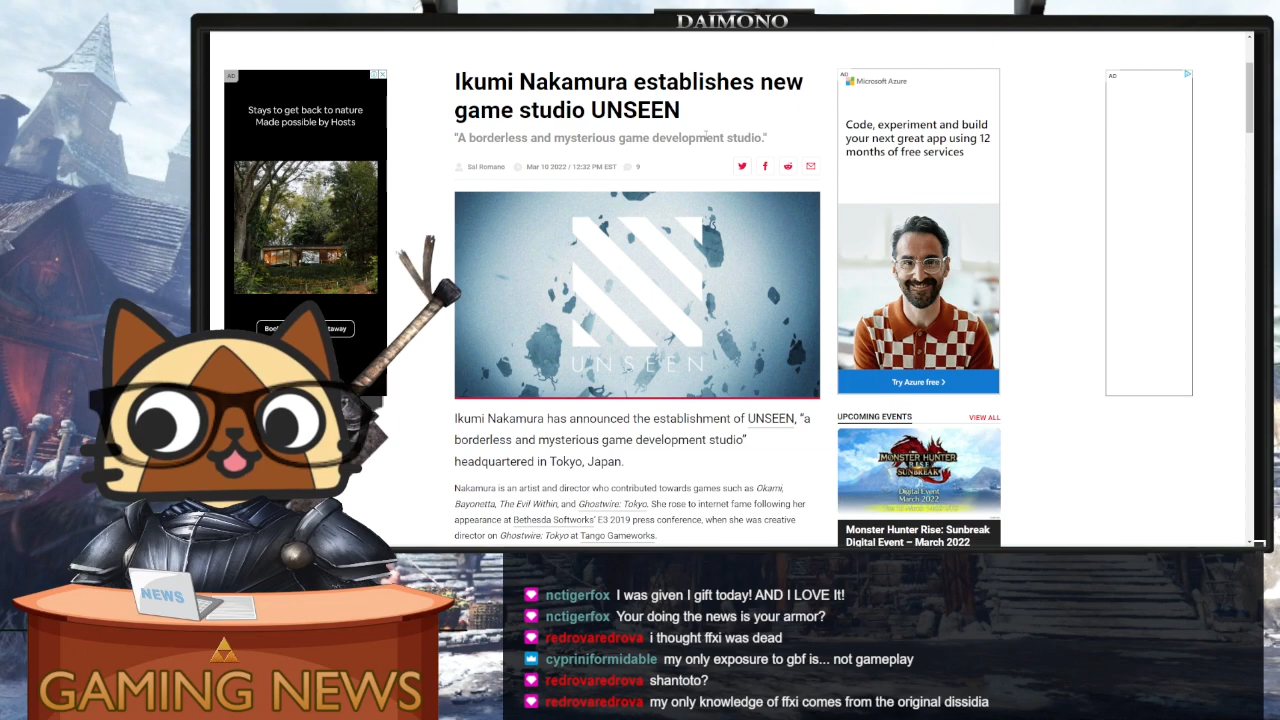 DAIMONO
AD
Stays to get back to nature
Made possible by Hosts
Ikumi Nakamura establishes new
game studio UNSEEN
"A borderless and mysterious game development studio."
Sal Romano
Mar 10 2022 / 12:32 PM EST
9
UNSEEN
Ikumi Nakamura has announced the establishment of UNSEEN, “a
borderless and mysterious game development studio”
headquartered in Tokyo, Japan.
Nakamura is an artist and director who contributed towards games such as Okami,
Bayonetta, The Evil Within, and Ghostwire: Tokyo. She rose to internet fame following her
appearance at Bethesda Softworks’ E3 2019 press conference, when she was creative
director on Ghostwire: Tokyo at Tango Gameworks.
AD
Microsoft Azure
Code, experiment and build
your next great app using 12
months of free services
Try Azure free >
UPCOMING EVENTS
VIEW ALL
MONSTER HUNTER
RISE
SUNBREAK
Digital Event
March 2022
Monster Hunter Rise: Sunbreak
Digital Event – March 2022
AD
NEWS
GAMING NEWS
nctigerfox I was given I gift today! AND I LOVE It!
nctigerfox Your doing the news is your armor?
redrovaredrova i thought ffxi was dead
cypriniformidable my only exposure to gbf is... not gameplay
redrovaredrova shantoto?
redrovaredrova my only knowledge of ffxi comes from the original dissidia